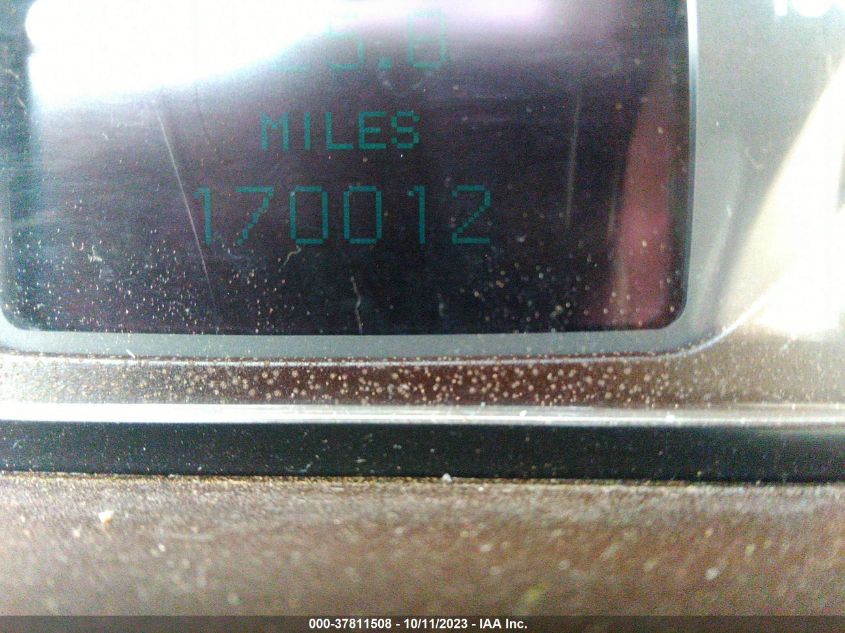 MILES
170012
000-37811508 - 10/11/2023 - IAA Inc.